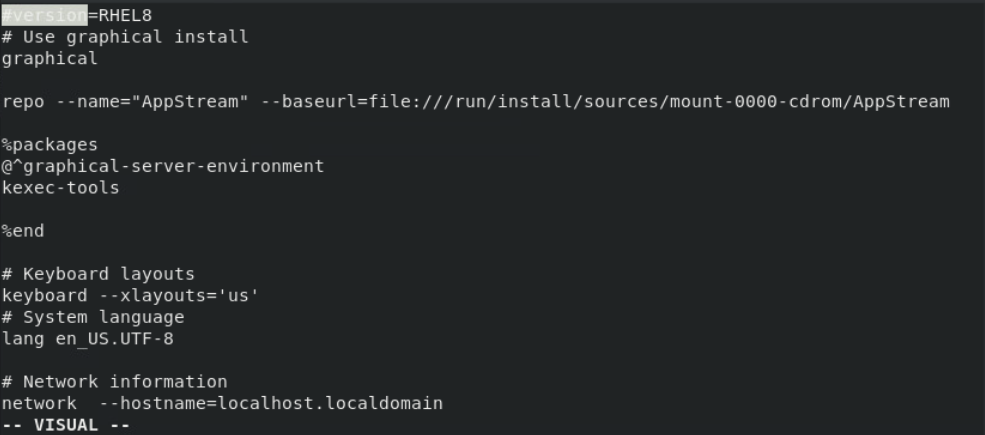 #version=RHEL8
# Use graphical install
graphical
repo --name="AppStream" --baseurl=file:///run/install/sources/mount-0000-cdrom/AppStream
%packages
@^graphical-server-environment
kexec-tools
%end
# Keyboard layouts
keyboard --xlayouts='us'
# System language
lang en_US.UTF-8
# Network information
network  --hostname=localhost.localdomain
-- VISUAL --